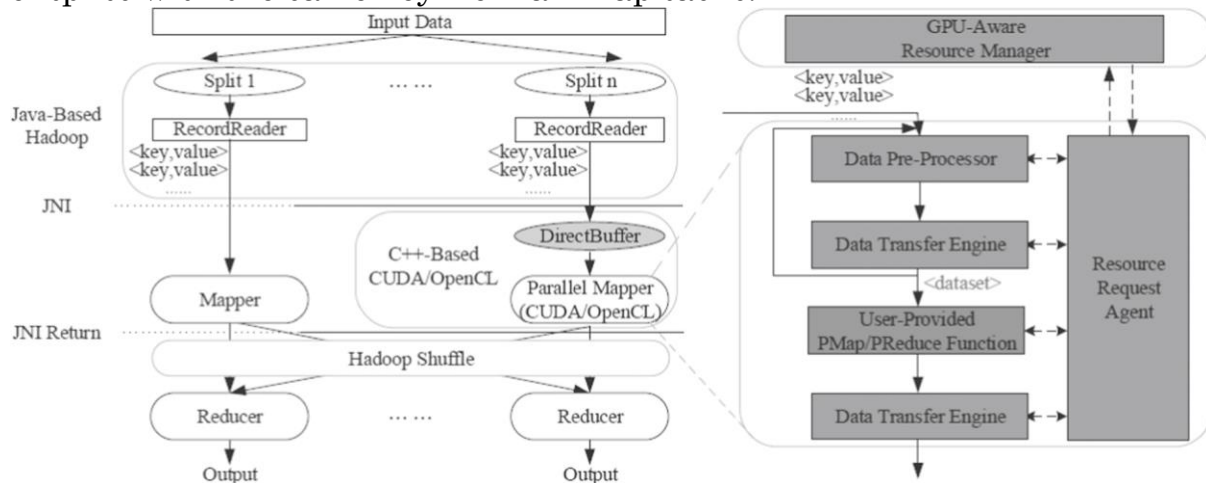 Input Data
Split 1
... ...
Split n
Java-Based
Hadoop
RecordReader
RecordReader
<key,value>
<key,value>
......
<key,value>
<key,value>
......
JNI
DirectBuffer
C++-Based
CUDA/OpenCL
Mapper
Parallel Mapper
(CUDA/OpenCL)
JNI Return
Hadoop Shuffle
Reducer
... ...
Reducer
Output
Output
GPU-Aware
Resource Manager
<key,value>
<key,value>
......
Data Pre-Processor
Data Transfer Engine
<dataset>
User-Provided
PMap/PReduce Function
Data Transfer Engine
Resource
Request
Agent